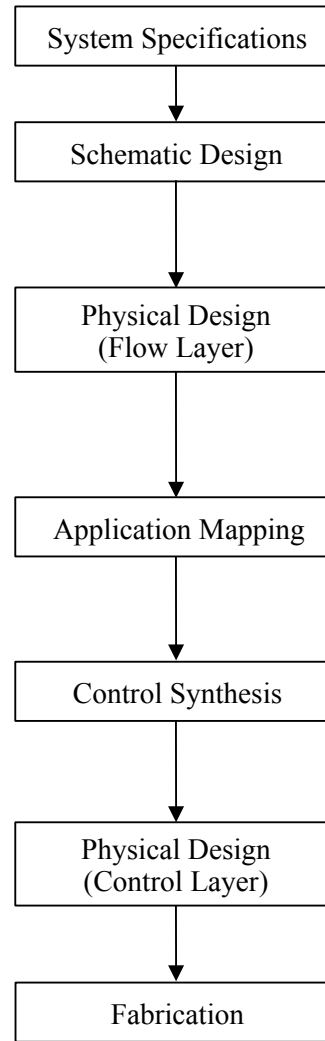 System Specifications
Schematic Design
Physical Design
(Flow Layer)
Application Mapping
Control Synthesis
Physical Design
(Control Layer)
Fabrication